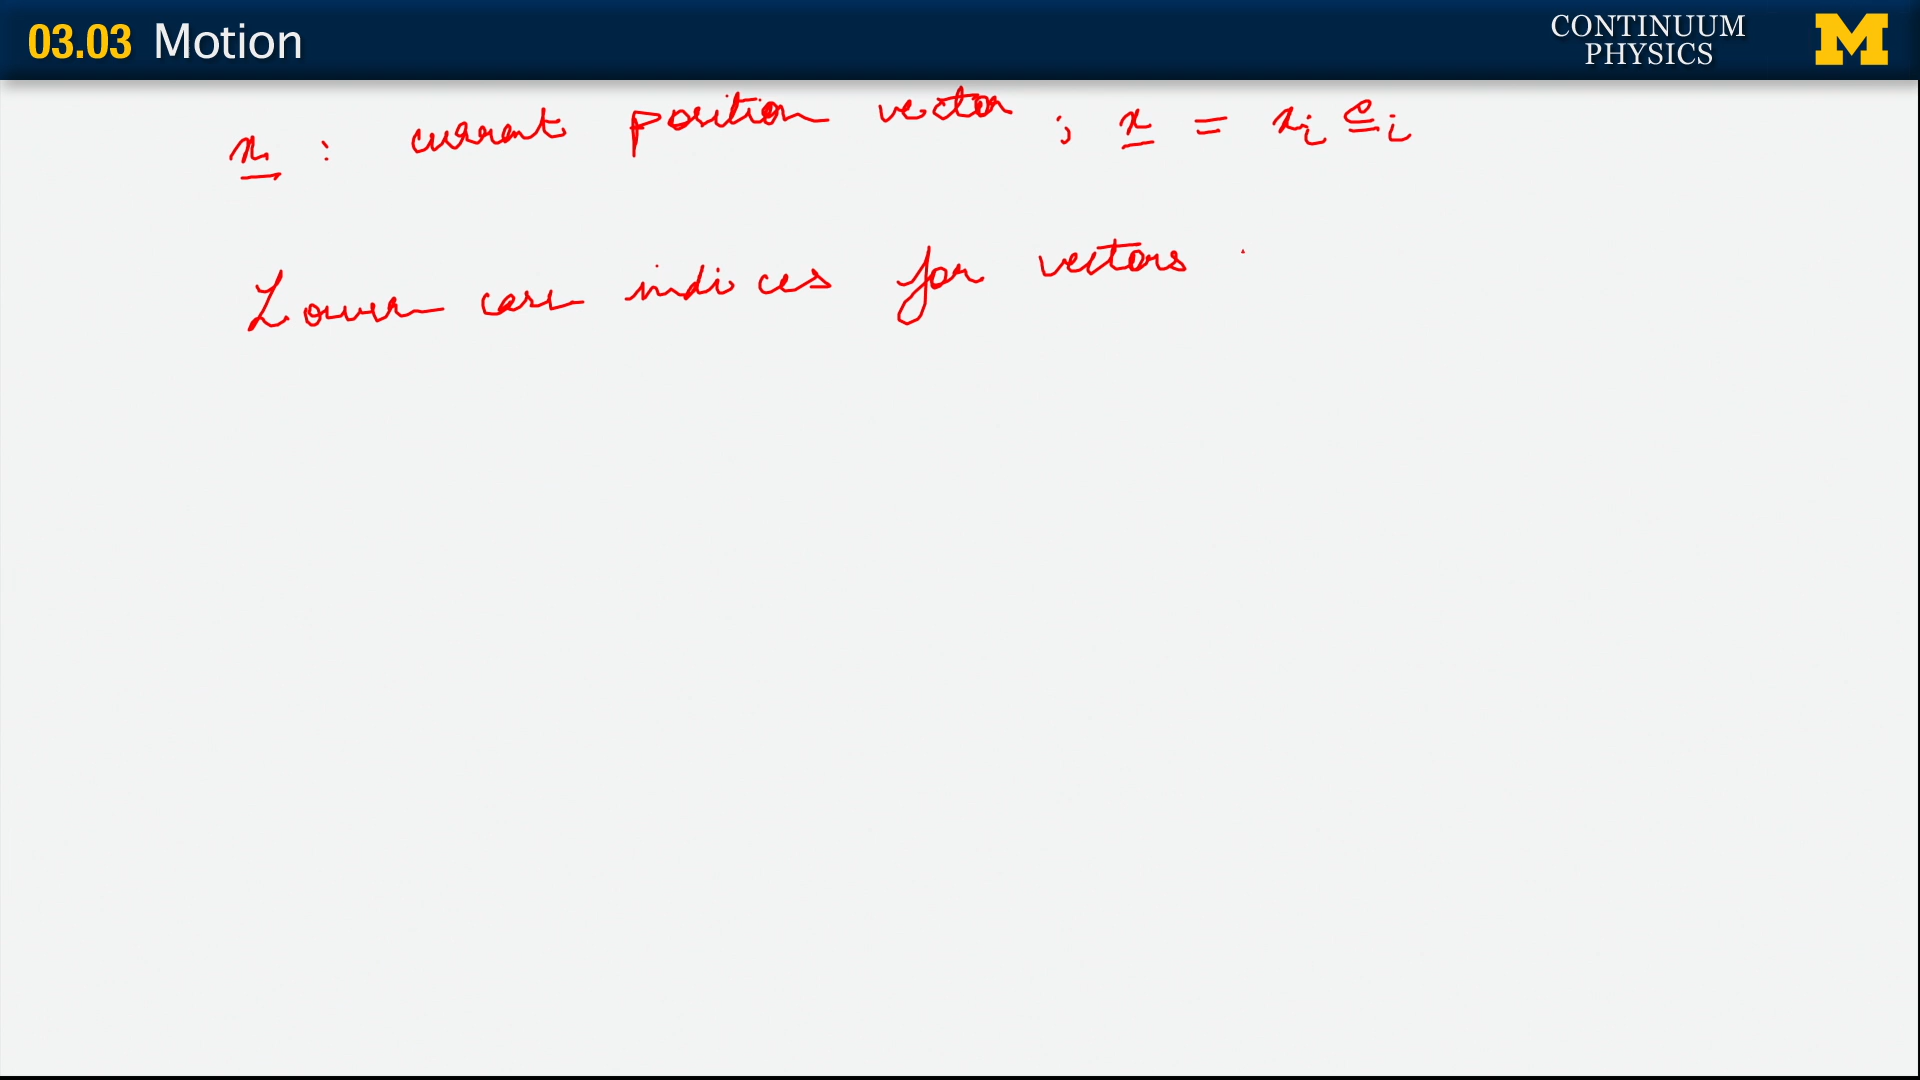 03.03 Motion
CONTINUUM
PHYSICS
M
x : current position vector ; x = xᵢ eᵢ
Lower case indices for vectors